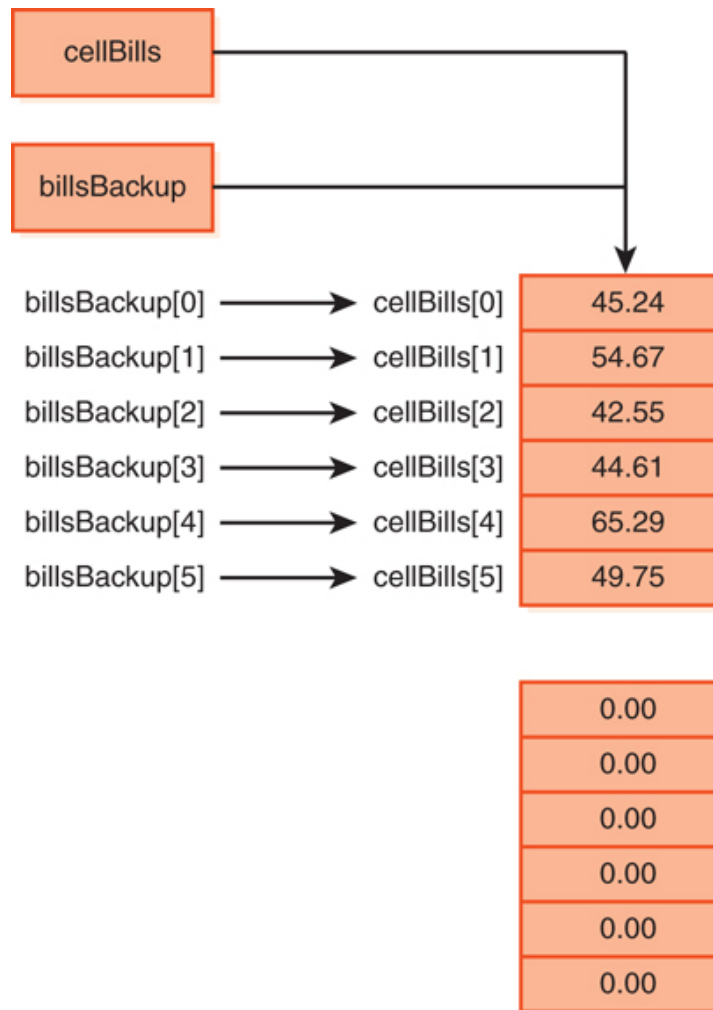 cellBills
billsBackup
billsBackup[0] cellBills[0] 45.24
billsBackup[1] cellBills[1] 54.67
billsBackup[2] cellBills[2] 42.55
billsBackup[3] cellBills[3] 44.61
billsBackup[4] cellBills[4] 65.29
billsBackup[5] cellBills[5] 49.75
0.00
0.00
0.00
0.00
0.00
0.00